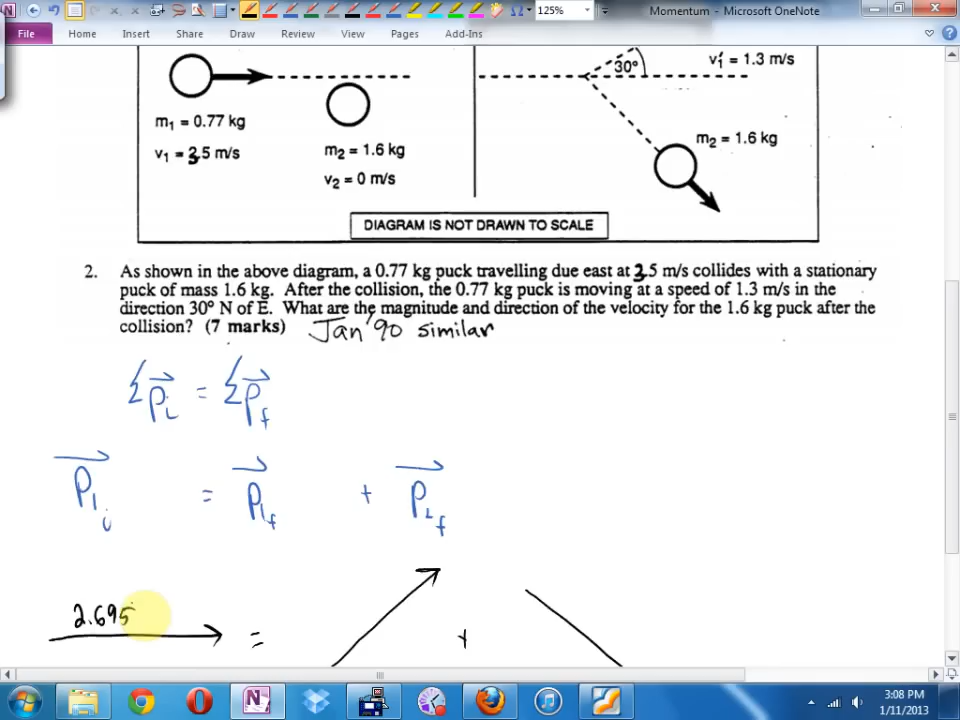 125%
Momentum - Microsoft OneNote
File Home Insert Share Draw Review View Pages Add-Ins
30°
v₁′ = 1.3 m/s
m₁ = 0.77 kg
v₁ = 3.5 m/s
m₂ = 1.6 kg
v₂ = 0 m/s
m₂ = 1.6 kg
DIAGRAM IS NOT DRAWN TO SCALE
2. As shown in the above diagram, a 0.77 kg puck travelling due east at 3.5 m/s collides with a stationary
puck of mass 1.6 kg. After the collision, the 0.77 kg puck is moving at a speed of 1.3 m/s in the
direction 30° N of E. What are the magnitude and direction of the velocity for the 1.6 kg puck after the
collision? (7 marks) Jan '90 similar
Σp⃗i = Σp⃗f
P⃗1i = P⃗1f + P⃗2f
2.695
= +
3:08 PM
1/11/2013